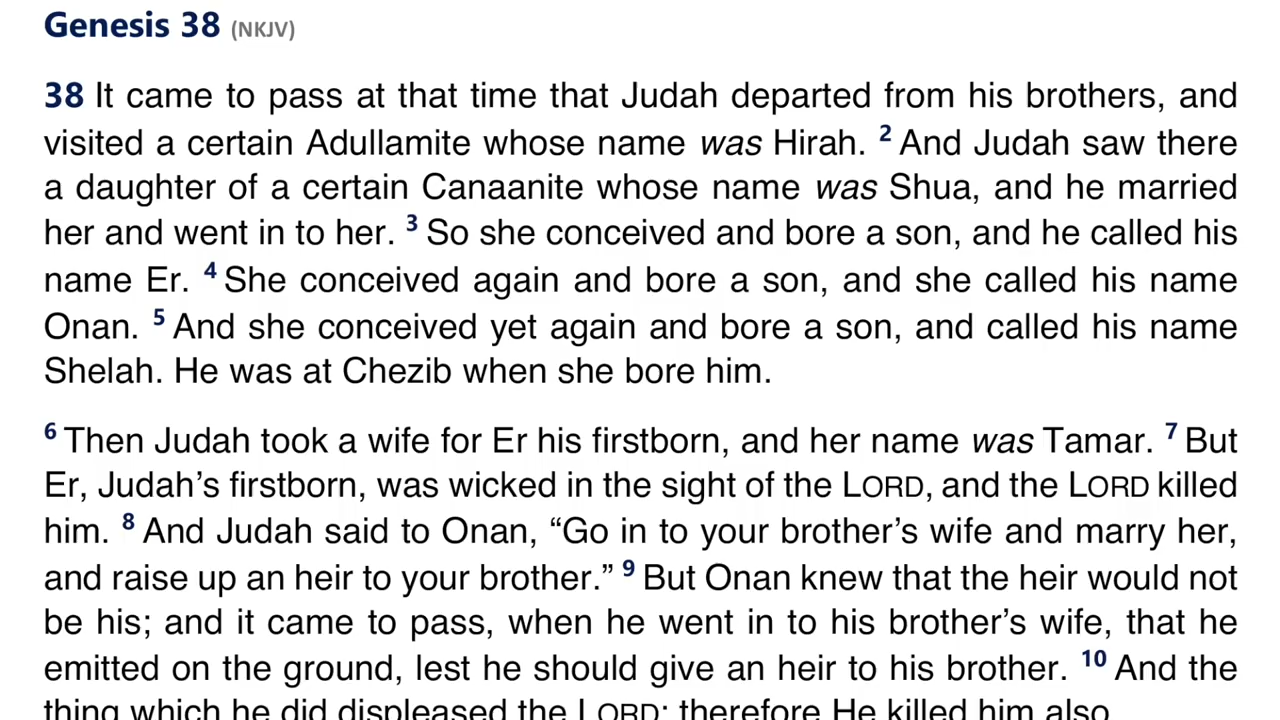 Genesis 38 (NKJV)
38 It came to pass at that time that Judah departed from his brothers, and
visited a certain Adullamite whose name was Hirah. 2 And Judah saw there
a daughter of a certain Canaanite whose name was Shua, and he married
her and went in to her. 3 So she conceived and bore a son, and he called his
name Er. 4 She conceived again and bore a son, and she called his name
Onan. 5 And she conceived yet again and bore a son, and called his name
Shelah. He was at Chezib when she bore him.
6 Then Judah took a wife for Er his firstborn, and her name was Tamar. 7 But
Er, Judah’s firstborn, was wicked in the sight of the LORD, and the LORD killed
him. 8 And Judah said to Onan, “Go in to your brother’s wife and marry her,
and raise up an heir to your brother.” 9 But Onan knew that the heir would not
be his; and it came to pass, when he went in to his brother’s wife, that he
emitted on the ground, lest he should give an heir to his brother. 10 And the
thing which he did displeased the LORD; therefore He killed him also.